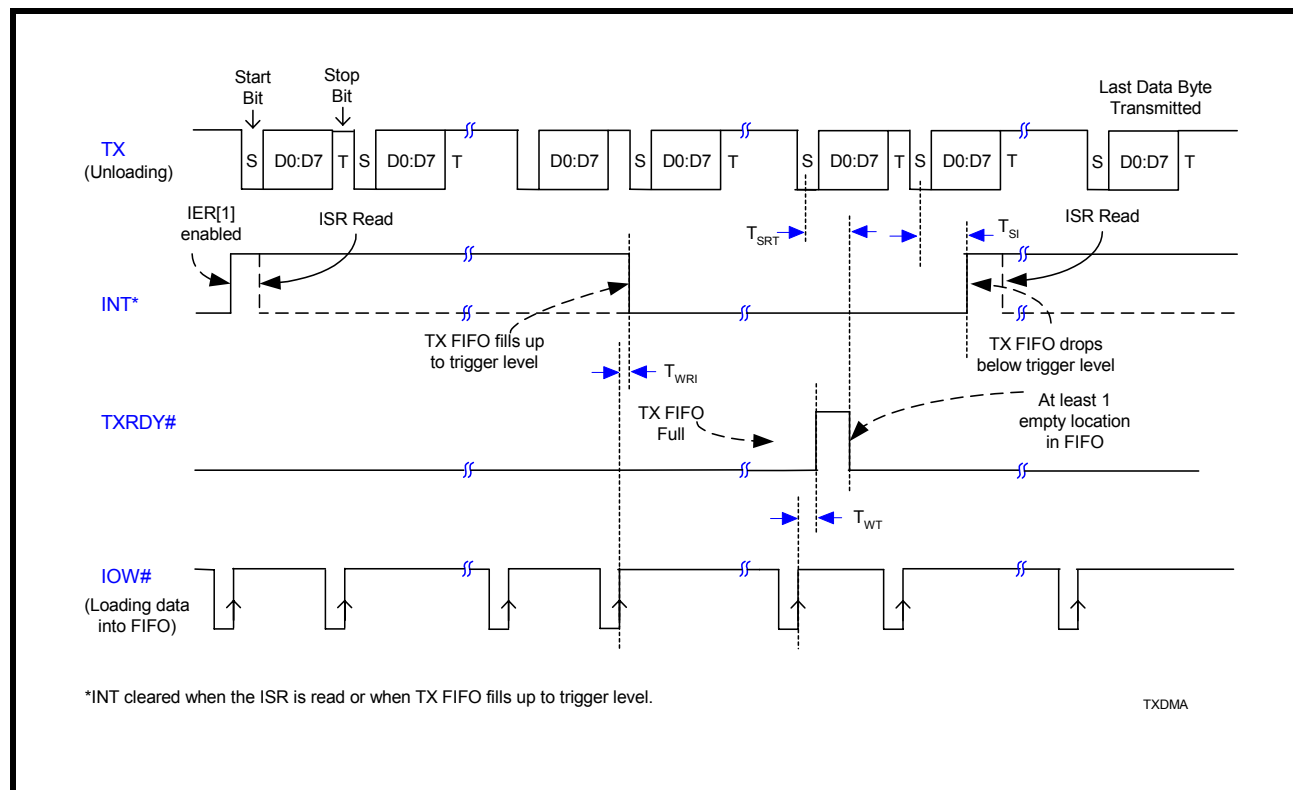 Start
Bit
Stop
Bit
Last Data Byte
Transmitted
TX
(Unloading)
S D0:D7 T S D0:D7 T D0:D7 S D0:D7 T S D0:D7 T S D0:D7 T S D0:D7 T
IER[1]
enabled
ISR Read
TSRT
TSI
ISR Read
INT*
TX FIFO fills up
to trigger level
TX FIFO drops
below trigger level
TWRI
TXRDY#
TX FIFO
Full
At least 1
empty location
in FIFO
TWT
IOW#
(Loading data
into FIFO)
*INT cleared when the ISR is read or when TX FIFO fills up to trigger level.
TXDMA